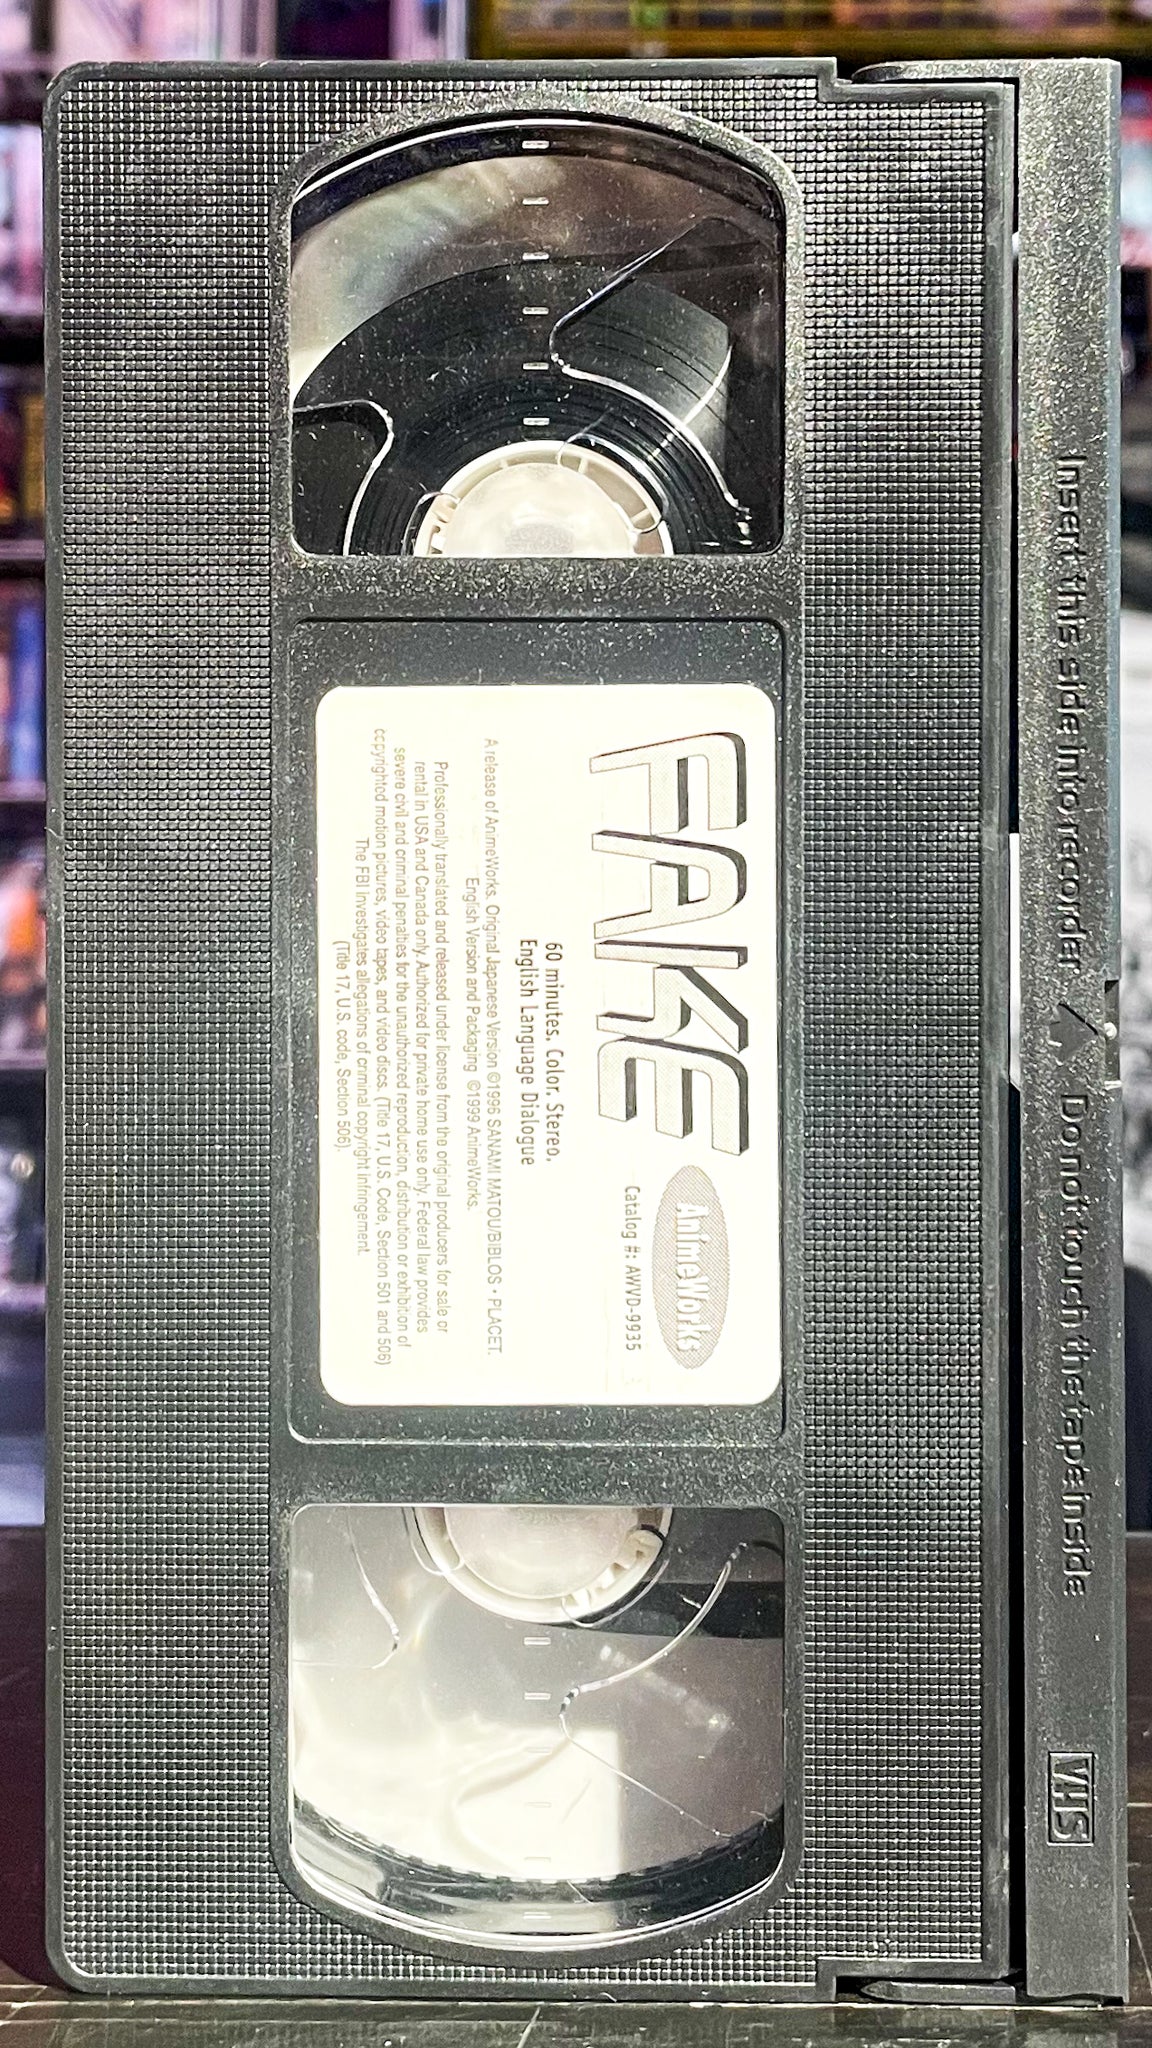 Insert this side into recorder Do not touch the tape inside
VHS
FAKE
AnimeWorks
Catalog #: AWVD-9935
60 minutes. Color. Stereo.
English Language Dialogue
A release of AnimeWorks. Original Japanese Version ©1996 SANAMI MATOU/BIBLOS • PLACET.
English Version and Packaging ©1999 AnimeWorks.
Professionally translated and released under license from the original producers for sale or
rental in USA and Canada only. Authorized for private home use only. Federal law provides
severe civil and criminal penalties for the unauthorized reproduction, distribution or exhibition of
copyrighted motion pictures, video tapes, and video discs. (Title 17, U.S. Code, Section 501 and 506)
The FBI investigates allegations of criminal copyright infringement.
(Title 17, U.S. code, Section 506).